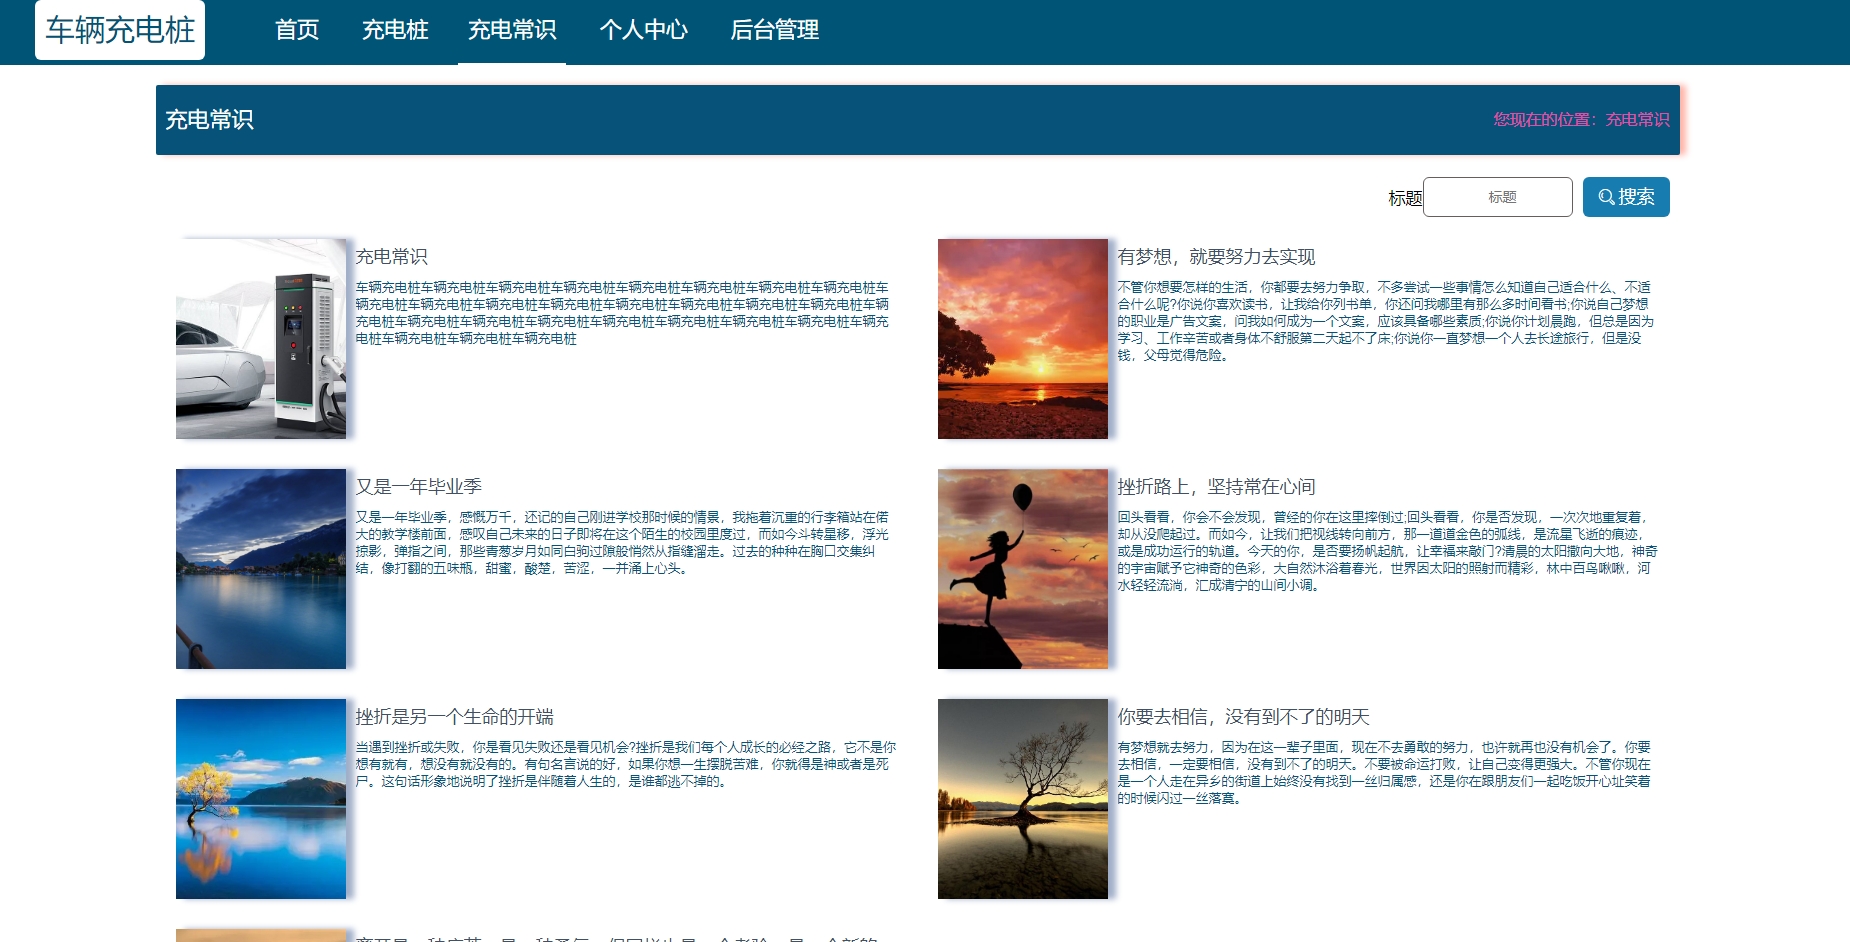 车辆充电桩
首页 充电桩 充电常识 个人中心 后台管理
充电常识
您现在的位置：充电常识
标题 标题 搜索
充电常识
车辆充电桩车辆充电桩车辆充电桩车辆充电桩车辆充电桩车辆充电桩车辆充电桩车辆充电桩车
辆充电桩车辆充电桩车辆充电桩车辆充电桩车辆充电桩车辆充电桩车辆充电桩车辆充电桩车辆
充电桩车辆充电桩车辆充电桩车辆充电桩车辆充电桩车辆充电桩车辆充电桩车辆充电桩车辆充
电桩车辆充电桩车辆充电桩车辆充电桩
有梦想，就要努力去实现
不管你想要怎样的生活，你都要去努力争取，不多尝试一些事情怎么知道自己适合什么、不适
合什么呢?你说你喜欢读书，让我给你列书单，你还问我哪里有那么多时间看书;你说自己梦想
的职业是广告文案，问我如何成为一个文案，应该具备哪些素质;你说你计划晨跑，但总是因为
学习、工作辛苦或者身体不舒服第二天起不了床;你说你一直梦想一个人去长途旅行，但是没
钱，父母觉得危险。
又是一年毕业季
又是一年毕业季，感慨万千，还记的自己刚进学校那时候的情景，我拖着沉重的行李箱站在偌
大的教学楼前面，感叹自己未来的日子即将在这个陌生的校园里度过，而如今斗转星移，浮光
掠影，弹指之间，那些青葱岁月如同白驹过隙般悄然从指缝溜走。过去的种种在胸口交集纠
结，像打翻的五味瓶，甜蜜，酸楚，苦涩，一并涌上心头。
挫折路上，坚持常在心间
回头看看，你会不会发现，曾经的你在这里摔倒过;回头看看，你是否发现，一次次地重复着，
却从没爬起过。而如今，让我们把视线转向前方，那一道道金色的弧线，是流星飞逝的痕迹，
或是成功运行的轨道。今天的你，是否要扬帆起航，让幸福来敲门?清晨的太阳撒向大地，神奇
的宇宙赋予它神奇的色彩，大自然沐浴着春光，世界因太阳的照射而精彩，林中百鸟啾啾，河
水轻轻流淌，汇成清宁的山间小调。
挫折是另一个生命的开端
当遇到挫折或失败，你是看见失败还是看见机会?挫折是我们每个人成长的必经之路，它不是你
想有就有，想没有就没有的。有句名言说的好，如果你想一生摆脱苦难，你就得是神或者是死
尸。这句话形象地说明了挫折是伴随着人生的，是谁都逃不掉的。
你要去相信，没有到不了的明天
有梦想就去努力，因为在这一辈子里面，现在不去勇敢的努力，也许就再也没有机会了。你要
去相信，一定要相信，没有到不了的明天。不要被命运打败，让自己变得更强大。不管你现在
是一个人走在异乡的街道上始终没有找到一丝归属感，还是你在跟朋友们一起吃饭开心址笑着
的时候闪过一丝落寞。